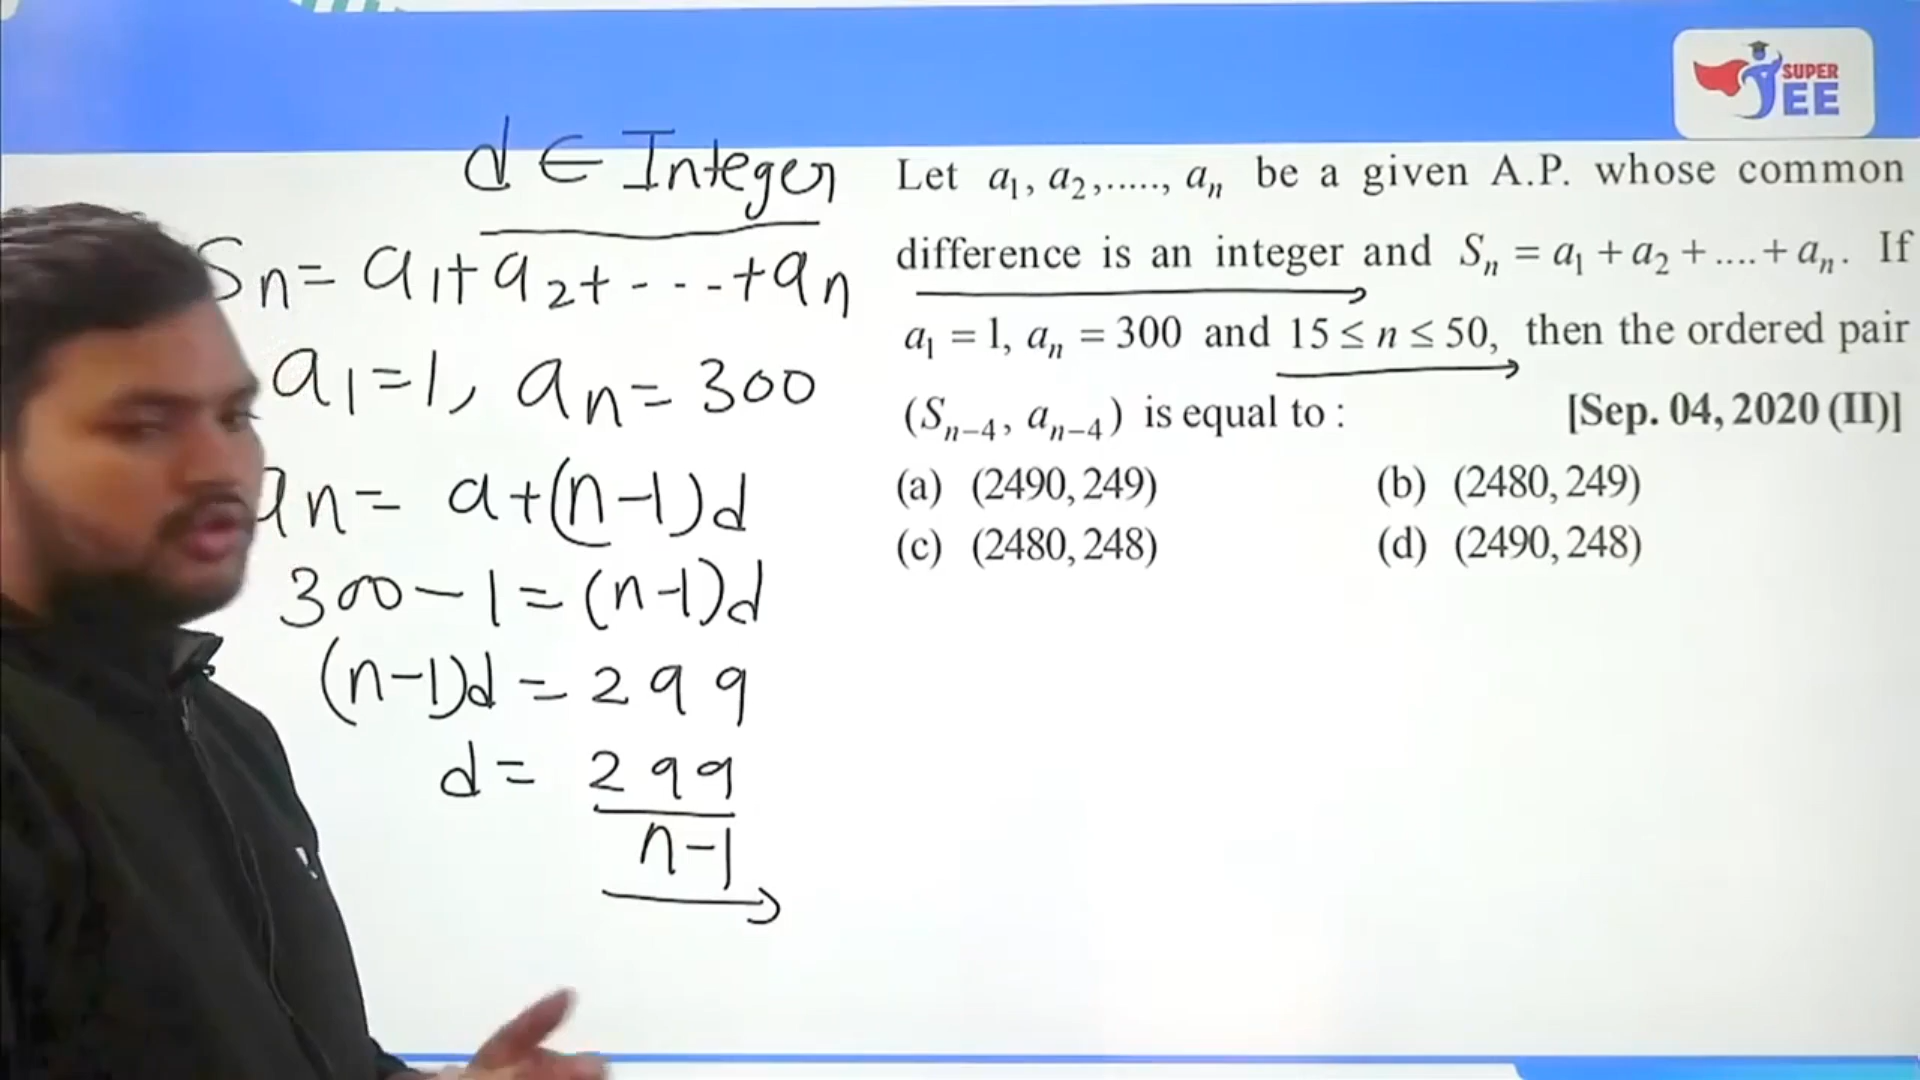 SUPER
JEE
d ∈ Integer
Sn = a1 + a2 + - - - + an
a1 = 1, an = 300
an = a + (n-1)d
300 - 1 = (n-1)d
(n-1)d = 299
d = 299
n-1
Let a₁, a₂,....., aₙ be a given A.P. whose common
difference is an integer and Sₙ = a₁ + a₂ + .... + aₙ. If
a₁ = 1, aₙ = 300 and 15 ≤ n ≤ 50, then the ordered pair
(Sₙ₋₄, aₙ₋₄) is equal to : [Sep. 04, 2020 (II)]
(a) (2490, 249) (b) (2480, 249)
(c) (2480, 248) (d) (2490, 248)